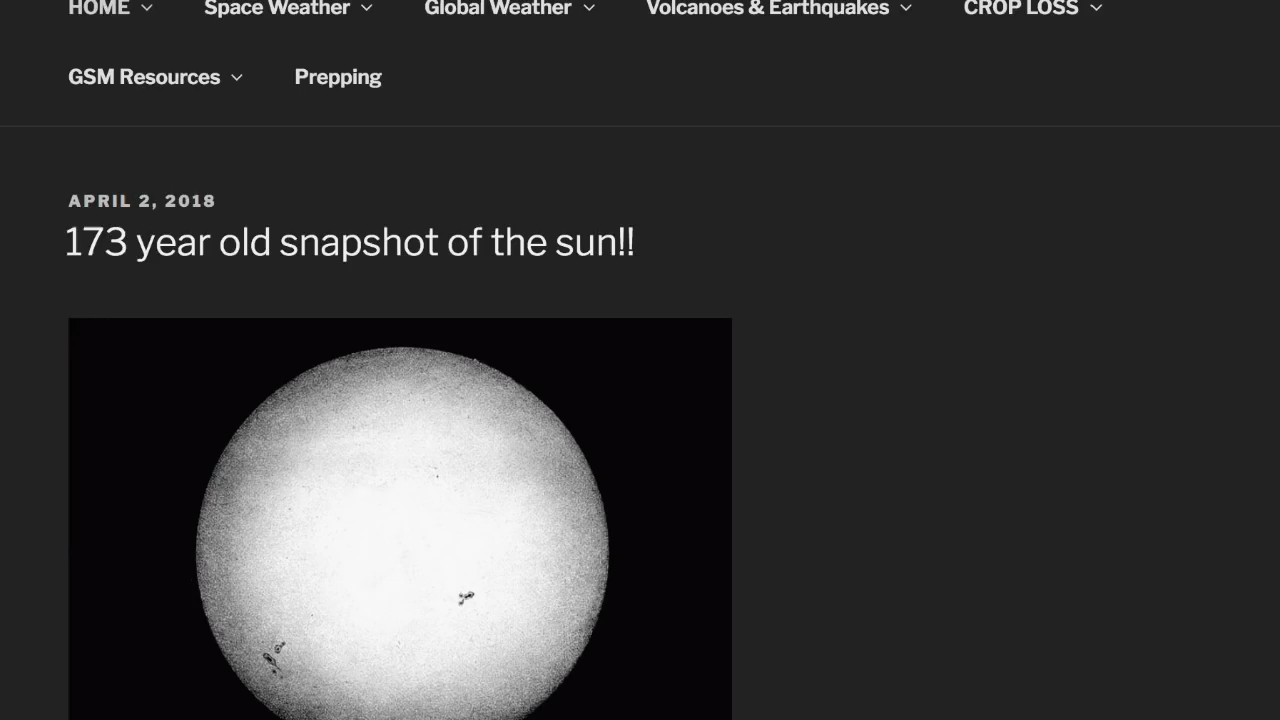 HOME Space Weather Global Weather Volcanoes & Earthquakes CROP LOSS
GSM Resources Prepping
APRIL 2, 2018
173 year old snapshot of the sun!!